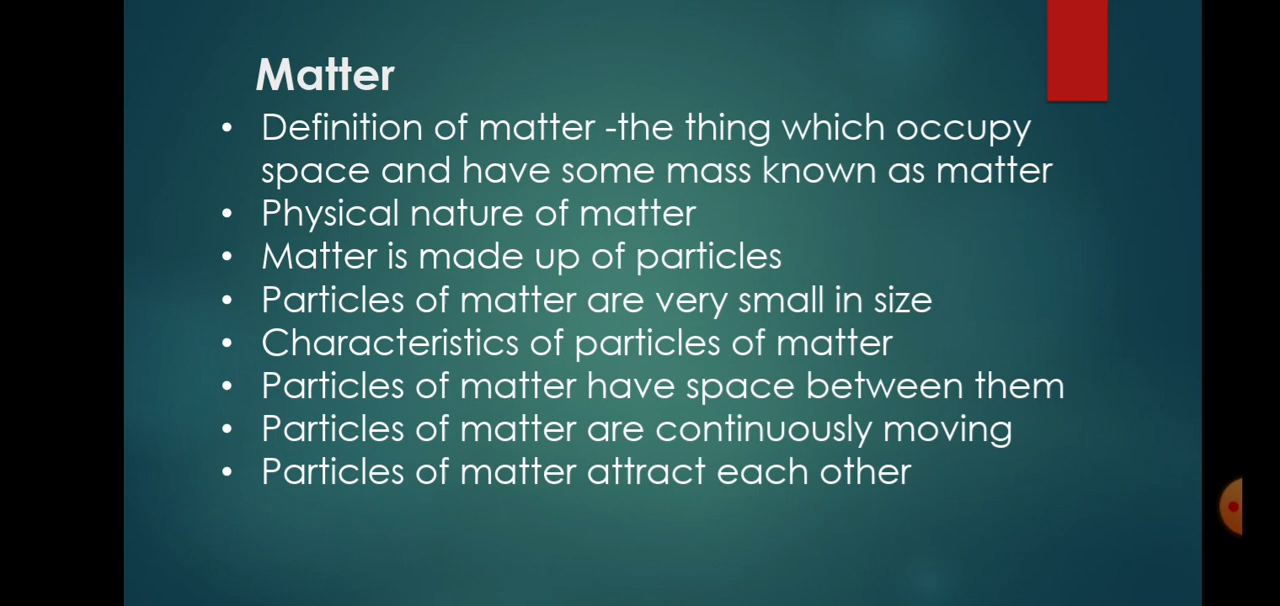 Matter
• Definition of matter -the thing which occupy
space and have some mass known as matter
• Physical nature of matter
• Matter is made up of particles
• Particles of matter are very small in size
• Characteristics of particles of matter
• Particles of matter have space between them
• Particles of matter are continuously moving
• Particles of matter attract each other